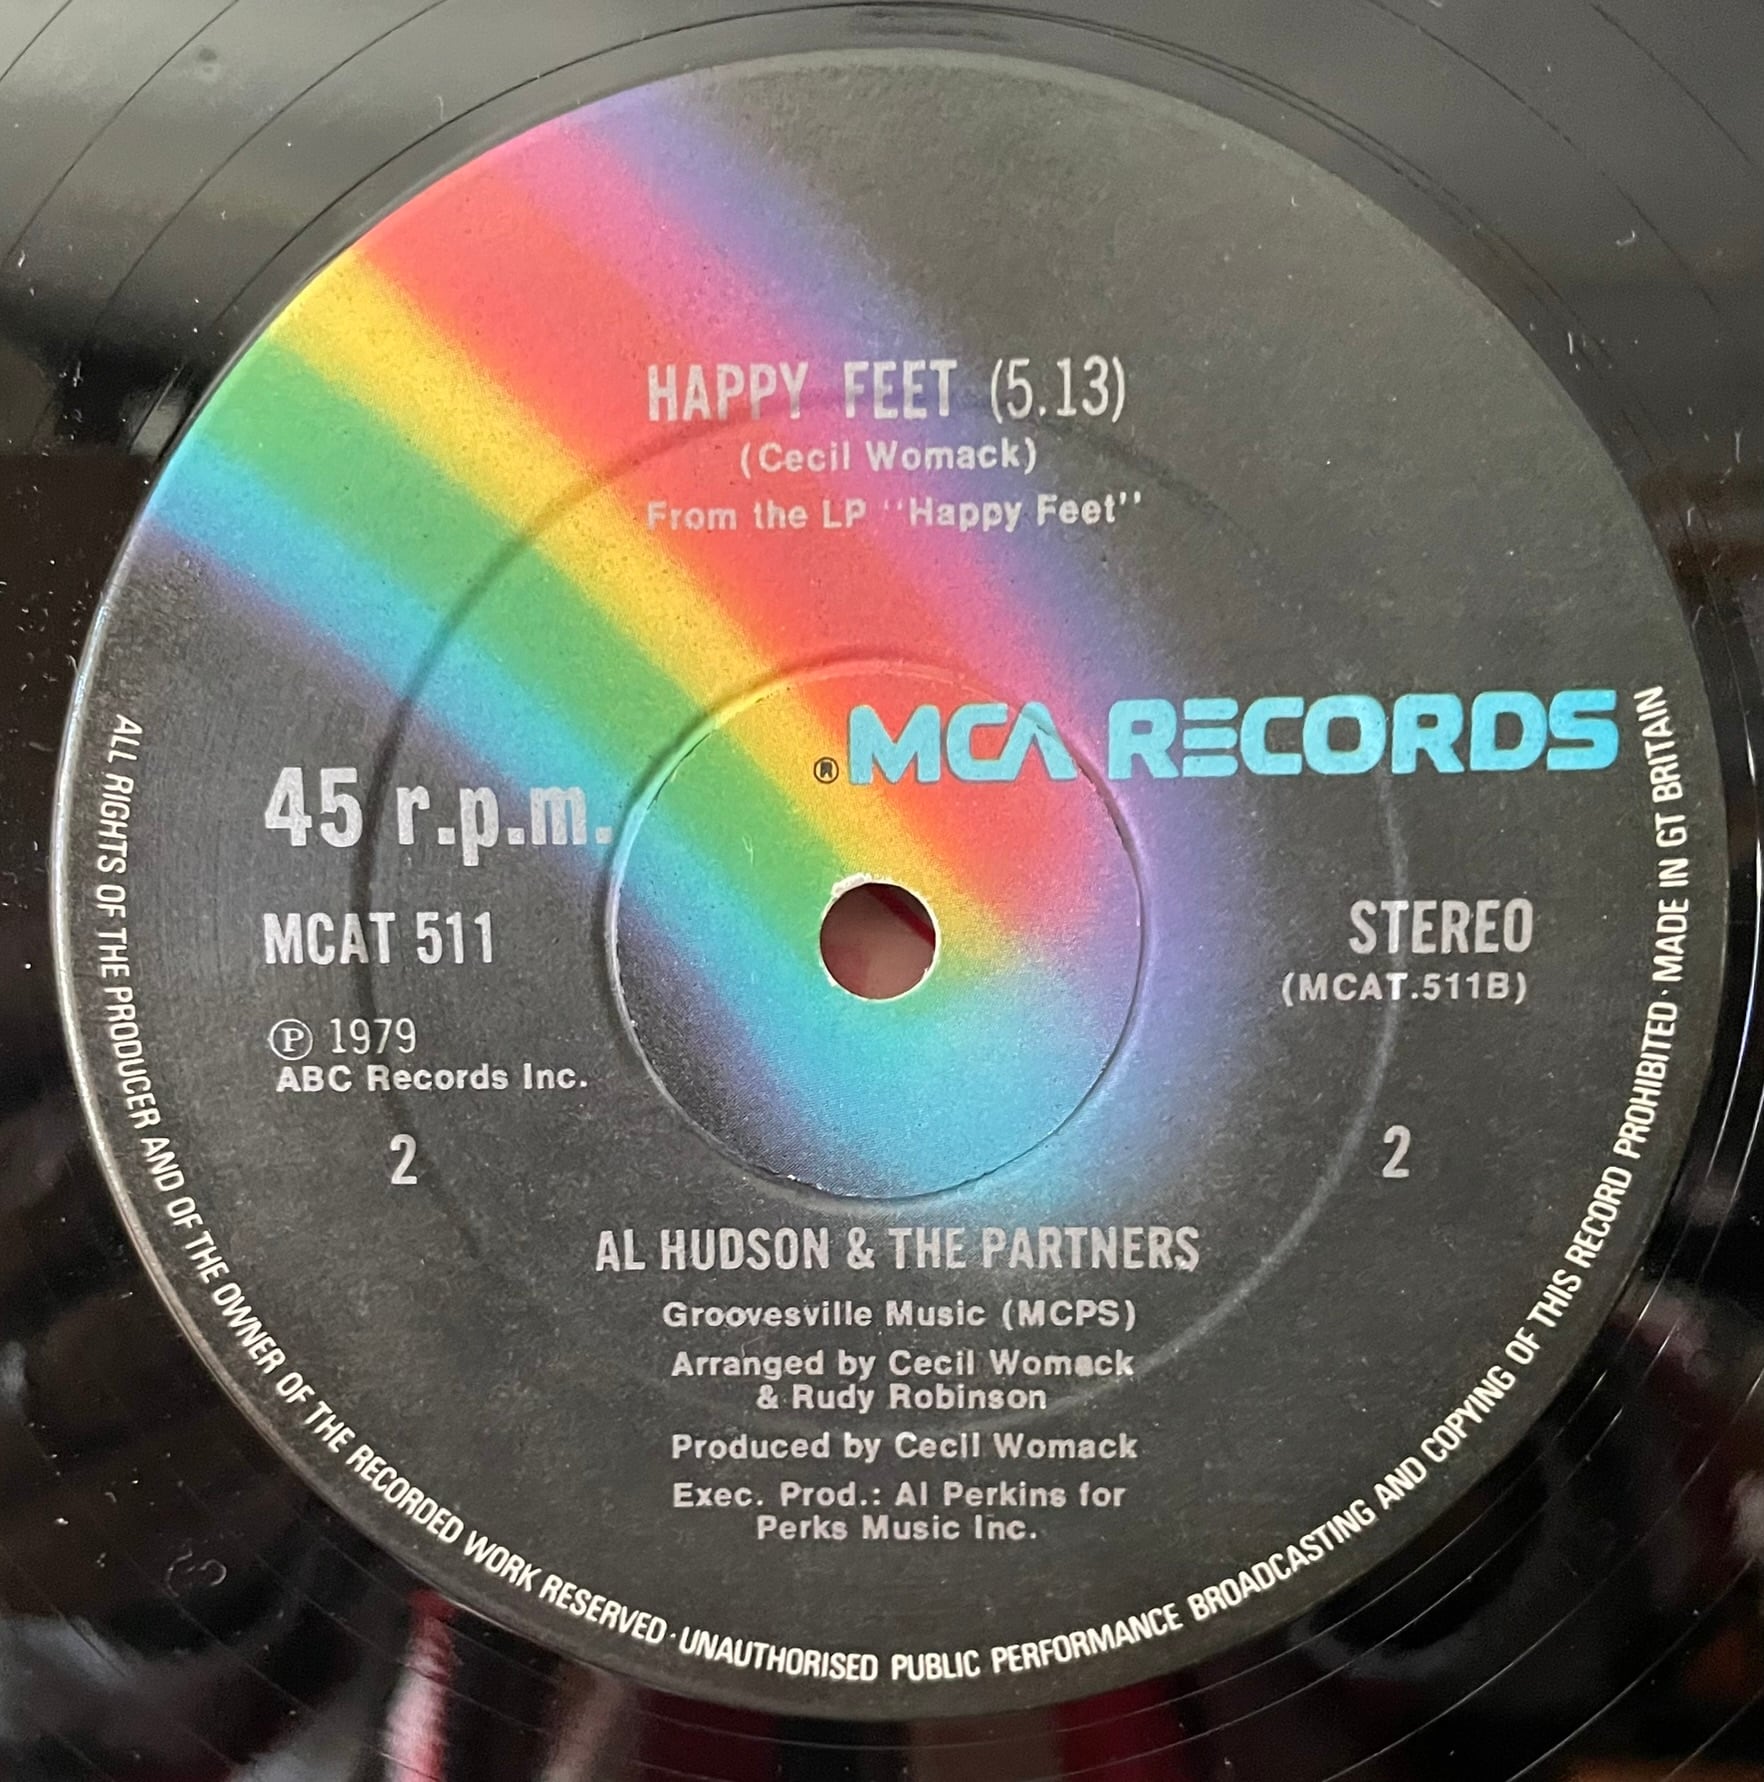 HAPPY FEET (5.13)
(Cecil Womack)
From the LP ''Happy Feet''
® MCA RECORDS
45 r.p.m.
MCAT 511
STEREO
(MCAT.511B)
Ⓟ 1979
ABC Records Inc.
2
2
AL HUDSON & THE PARTNERS
Groovesville Music (MCPS)
Arranged by Cecil Womack
& Rudy Robinson
Produced by Cecil Womack
Exec. Prod.: Al Perkins for
Perks Music Inc.
ALL RIGHTS OF THE PRODUCER AND OF THE OWNER OF THE RECORDED WORK RESERVED · UNAUTHORISED PUBLIC PERFORMANCE BROADCASTING AND COPYING OF THIS RECORD PROHIBITED · MADE IN GT BRITAIN